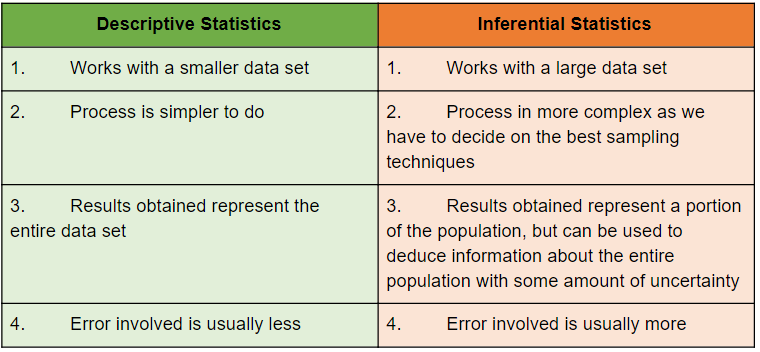 Descriptive Statistics
Inferential Statistics
1. Works with a smaller data set
1. Works with a large data set
2. Process is simpler to do
2. Process in more complex as we
have to decide on the best sampling
techniques
3. Results obtained represent the
entire data set
3. Results obtained represent a portion
of the population, but can be used to
deduce information about the entire
population with some amount of uncertainty
4. Error involved is usually less
4. Error involved is usually more